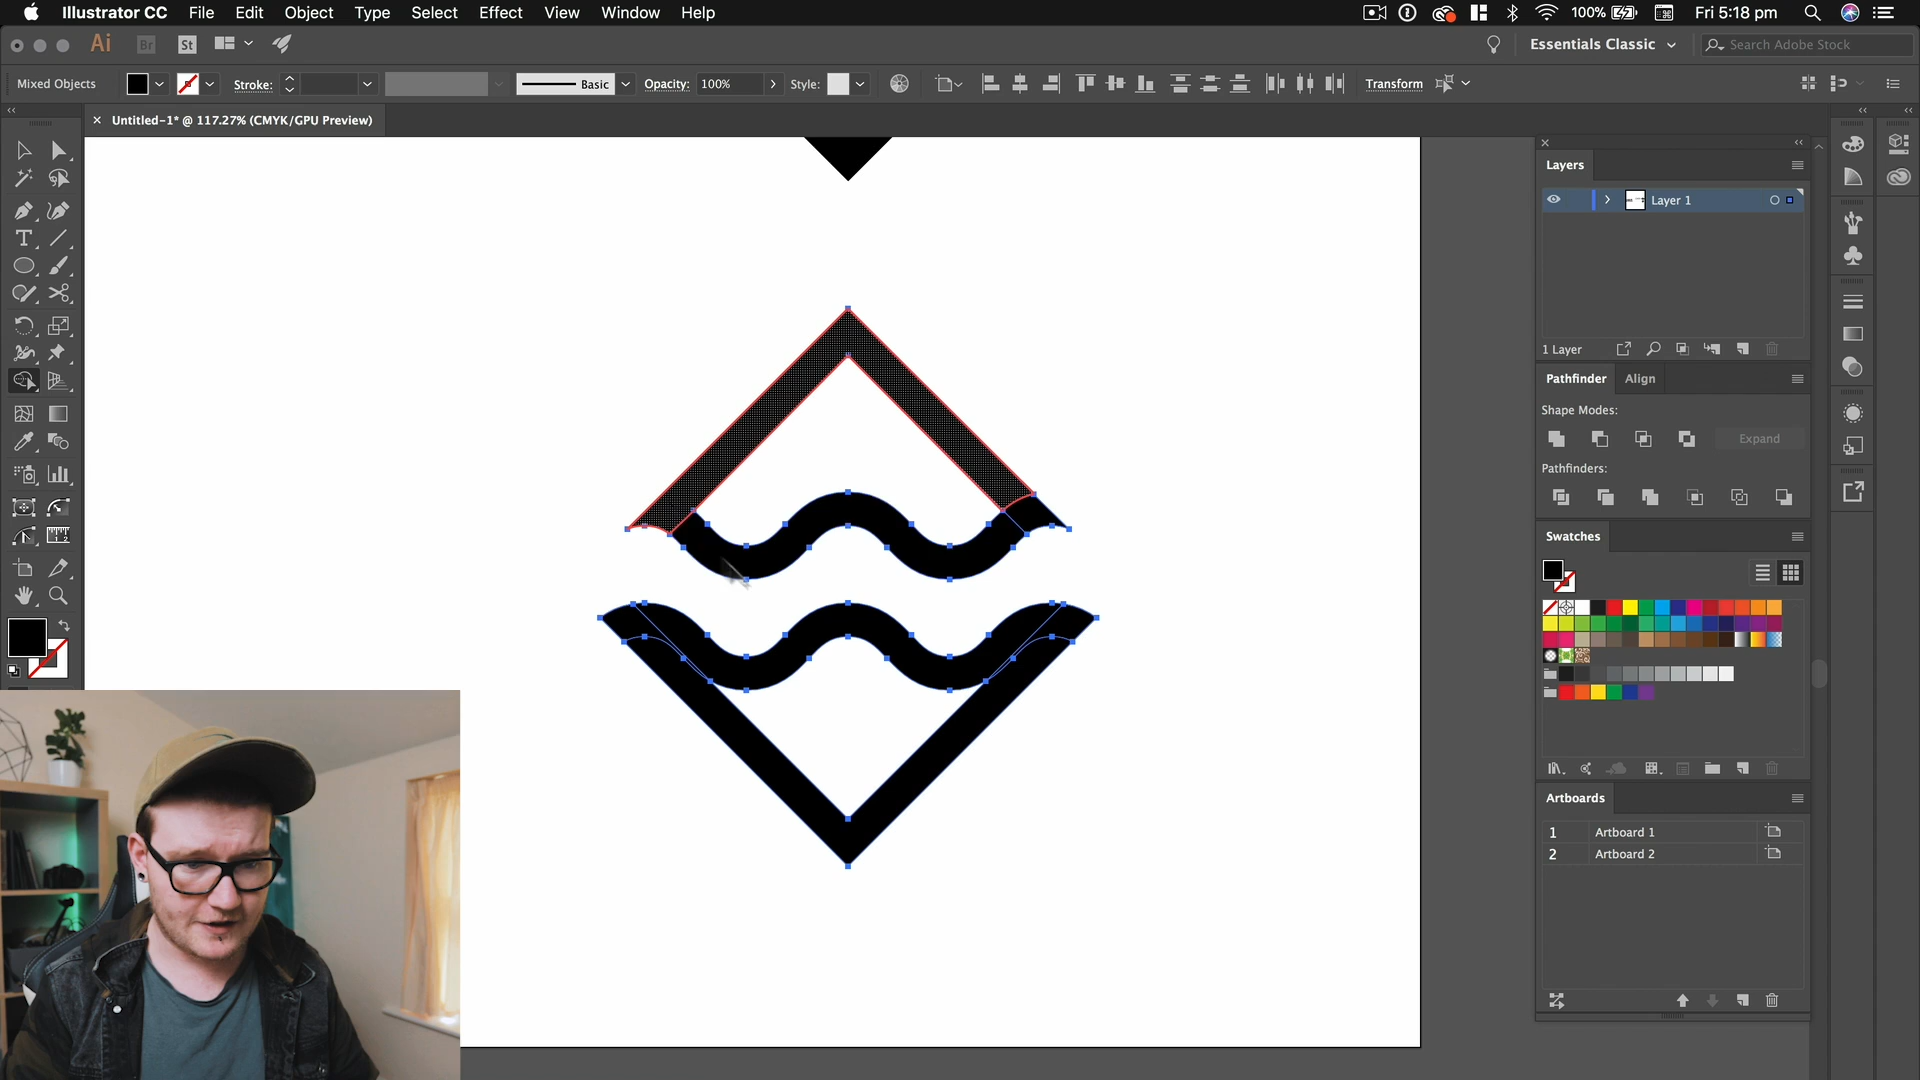 Illustrator CC File Edit Object Type Select Effect View Window Help 100% Fri 5:18 pm
Ai Br St Essentials Classic Search Adobe Stock
Mixed Objects Stroke: Basic Opacity: 100% Style: Transform
Untitled-1* @ 117.27% (CMYK/GPU Preview)
Layers
Layer 1
1 Layer
Pathfinder Align
Shape Modes:
Expand
Pathfinders:
Swatches
Artboards
1 Artboard 1
2 Artboard 2